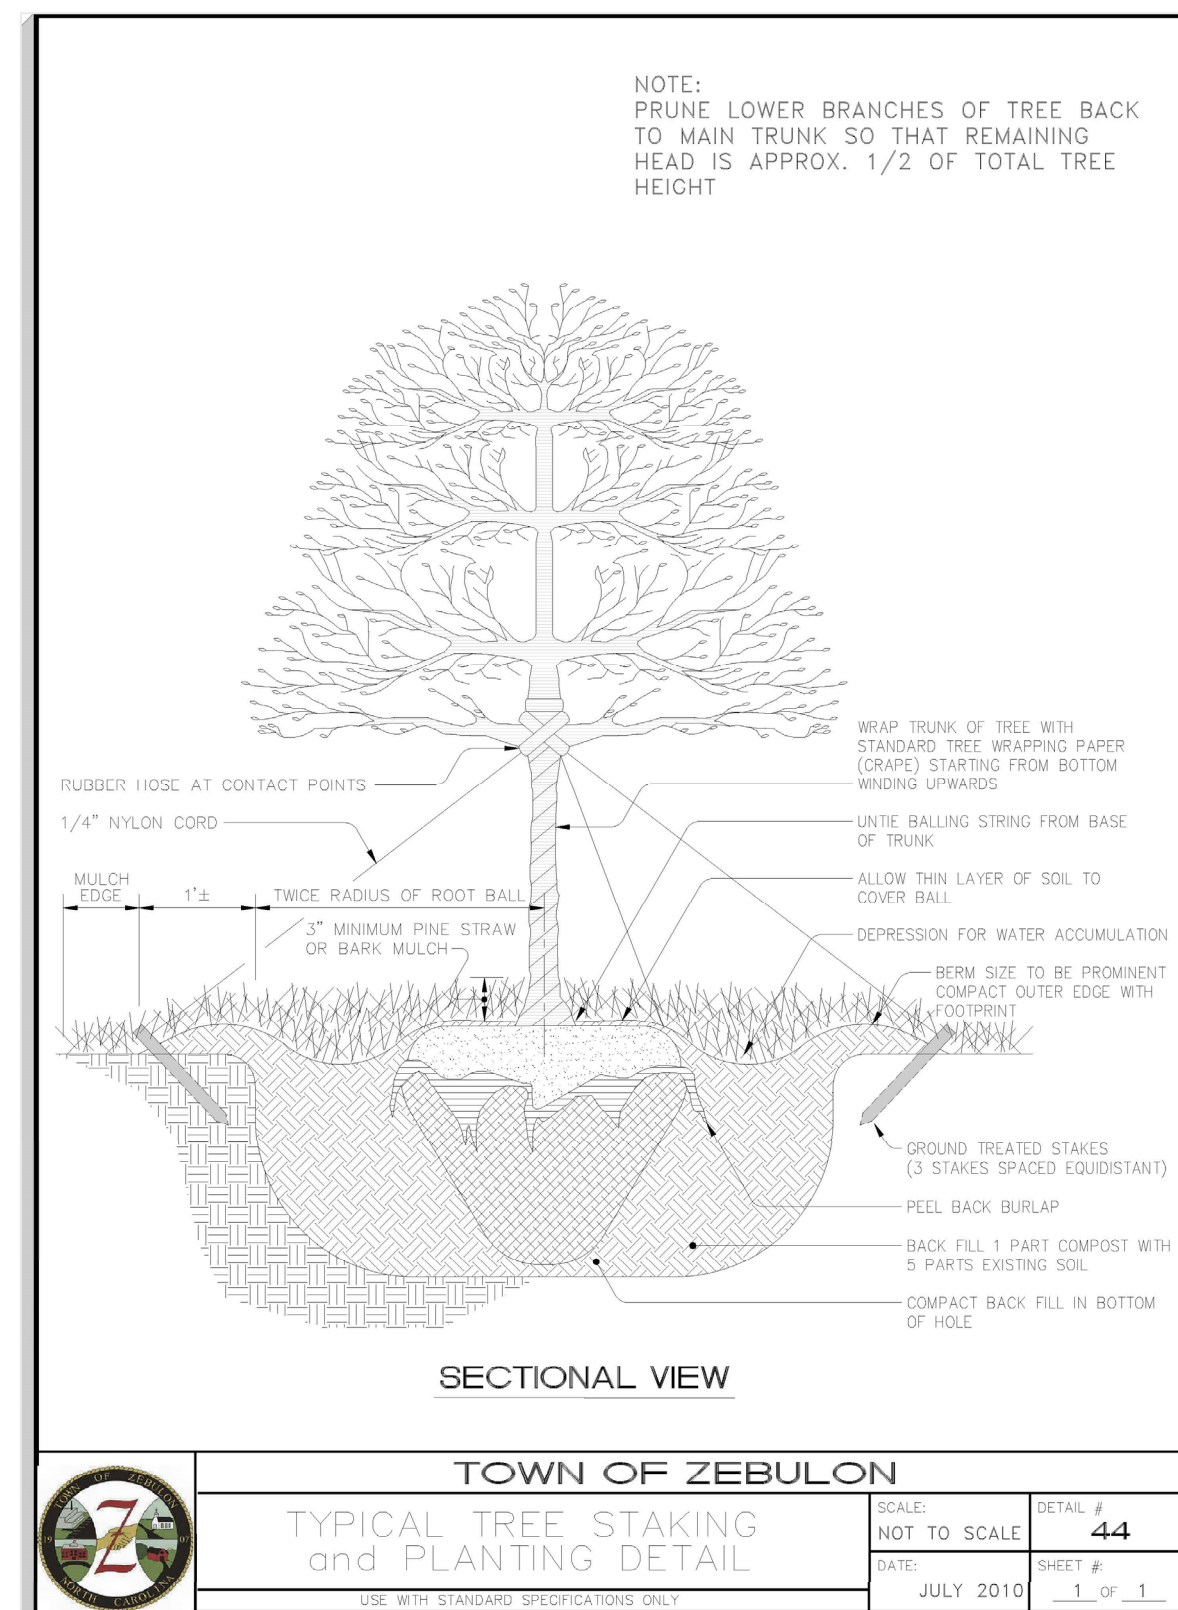 NOTE:
PRUNE LOWER BRANCHES OF TREE BACK
TO MAIN TRUNK SO THAT REMAINING
HEAD IS APPROX. 1/2 OF TOTAL TREE
HEIGHT
WRAP TRUNK OF TREE WITH
STANDARD TREE WRAPPING PAPER
(CRAPE) STARTING FROM BOTTOM
WINDING UPWARDS
RUBBER HOSE AT CONTACT POINTS
1/4" NYLON CORD
UNTIE BALLING STRING FROM BASE
OF TRUNK
MULCH
EDGE
1'±
TWICE RADIUS OF ROOT BALL
ALLOW THIN LAYER OF SOIL TO
COVER BALL
3" MINIMUM PINE STRAW
OR BARK MULCH
DEPRESSION FOR WATER ACCUMULATION
BERM SIZE TO BE PROMINENT
COMPACT OUTER EDGE WITH
FOOTPRINT
GROUND TREATED STAKES
(3 STAKES SPACED EQUIDISTANT)
PEEL BACK BURLAP
BACK FILL 1 PART COMPOST WITH
5 PARTS EXISTING SOIL
COMPACT BACK FILL IN BOTTOM
OF HOLE
SECTIONAL VIEW
TOWN OF ZEBULON
NORTH CAROLINA
19 07
Z
TOWN OF ZEBULON
TYPICAL TREE STAKING
and PLANTING DETAIL
USE WITH STANDARD SPECIFICATIONS ONLY
SCALE:
NOT TO SCALE
DETAIL #
44
DATE:
JULY 2010
SHEET #:
1 OF 1